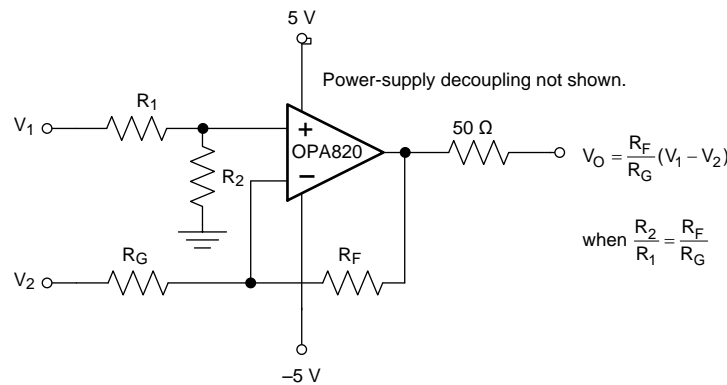 5 V
Power-supply decoupling not shown.
R1
50 Ω
V1
+
OPA820
R2
−
VO = RF/RG (V1 − V2)
when R2/R1 = RF/RG
RG
RF
V2
−5 V